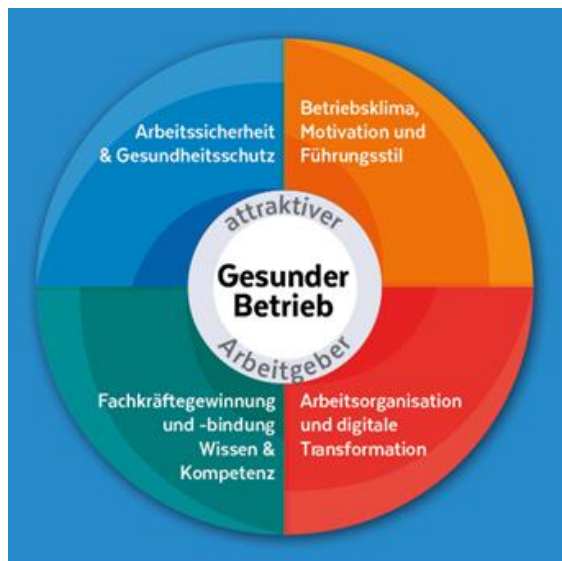 Arbeitssicherheit
& Gesundheitsschutz
Betriebsklima,
Motivation und
Führungsstil
attraktiver
Gesunder
Betrieb
Arbeitgeber
Fachkräftegewinnung
und -bindung
Wissen &
Kompetenz
Arbeitsorganisation
und digitale
Transformation